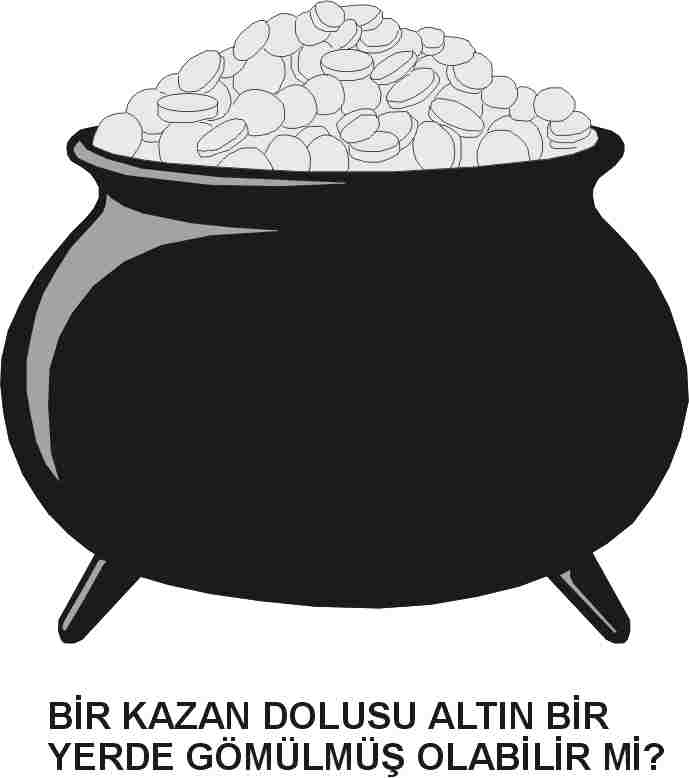 BİR KAZAN DOLUSU ALTIN BİR
YERDE GÖMÜLMÜŞ OLABİLİR Mİ?